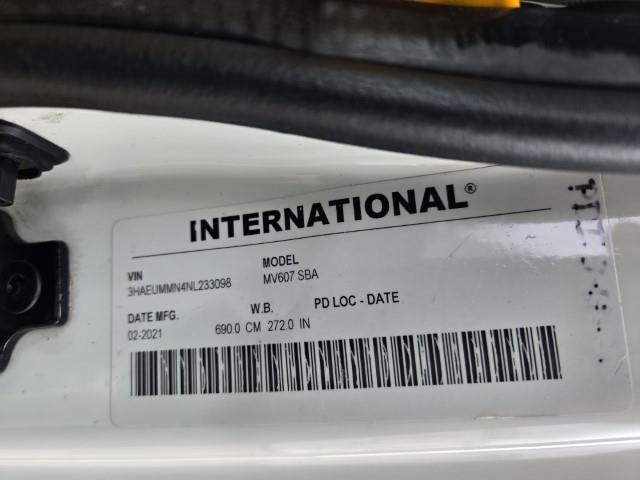 INTERNATIONAL®
VIN MODEL
3HAEUMMN4NL233098 MV607 SBA
DATE MFG. W.B. PD LOC - DATE
02-2021 690.0 CM 272.0 IN